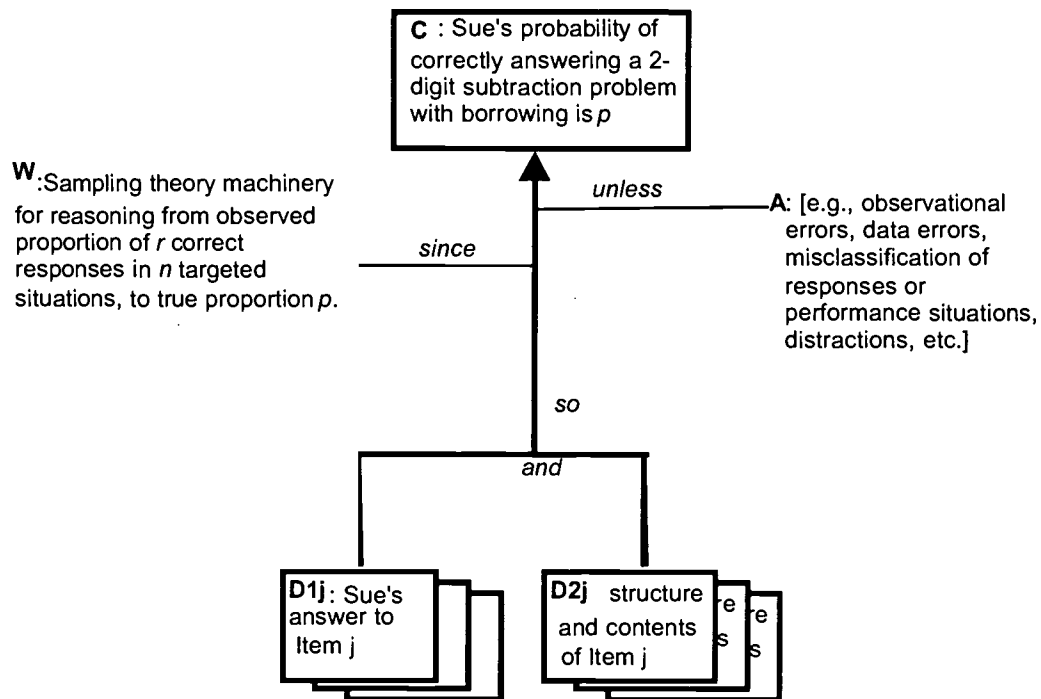 C : Sue's probability of
correctly answering a 2-
digit subtraction problem
with borrowing is p
W:Sampling theory machinery
for reasoning from observed
proportion of r correct
responses in n targeted
situations, to true proportion p.
since
unless
A: [e.g., observational
errors, data errors,
misclassification of
responses or
performance situations,
distractions, etc.]
so
and
D1j: Sue's
answer to
Item j
D2j structure
and contents
of Item j
re
s
re
s